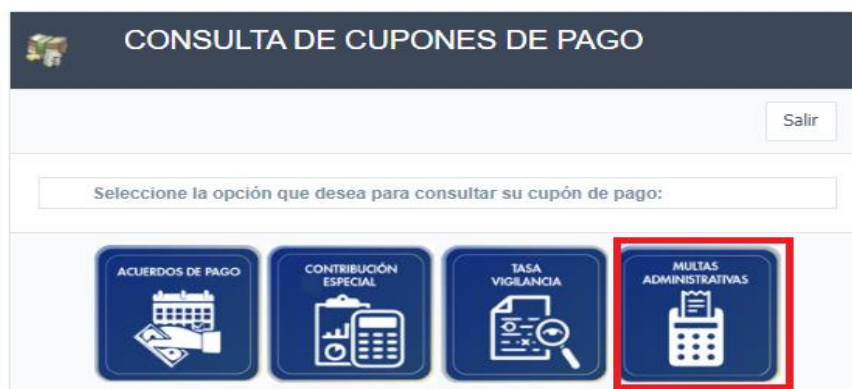 CONSULTA DE CUPONES DE PAGO
Salir
Seleccione la opción que desea para consultar su cupón de pago:
ACUERDOS DE PAGO
CONTRIBUCIÓN
ESPECIAL
TASA
VIGILANCIA
MULTAS
ADMINISTRATIVAS